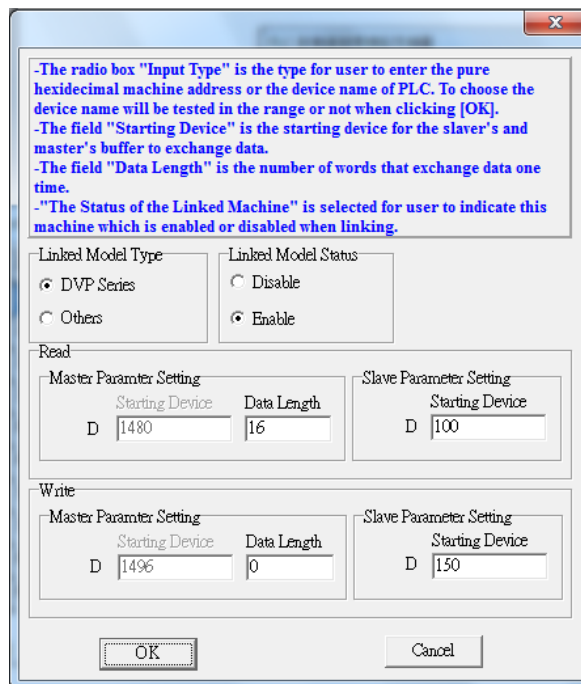 -The radio box "Input Type" is the type for user to enter the pure
hexidecimal machine address or the device name of PLC. To choose the
device name will be tested in the range or not when clicking [OK].
-The field "Starting Device" is the starting device for the slaver's and
master's buffer to exchange data.
-The field "Data Length" is the number of words that exchange data one
time.
-"The Status of the Linked Machine" is selected for user to indicate this
machine which is enabled or disabled when linking.
Linked Model Type
DVP Series
Others
Linked Model Status
Disable
Enable
Read
Master Paramter Setting
Starting Device Data Length
D 1480 16
Slave Parameter Setting
Starting Device
D 100
Write
Master Paramter Setting
Starting Device Data Length
D 1496 0
Slave Parameter Setting
Starting Device
D 150
OK Cancel